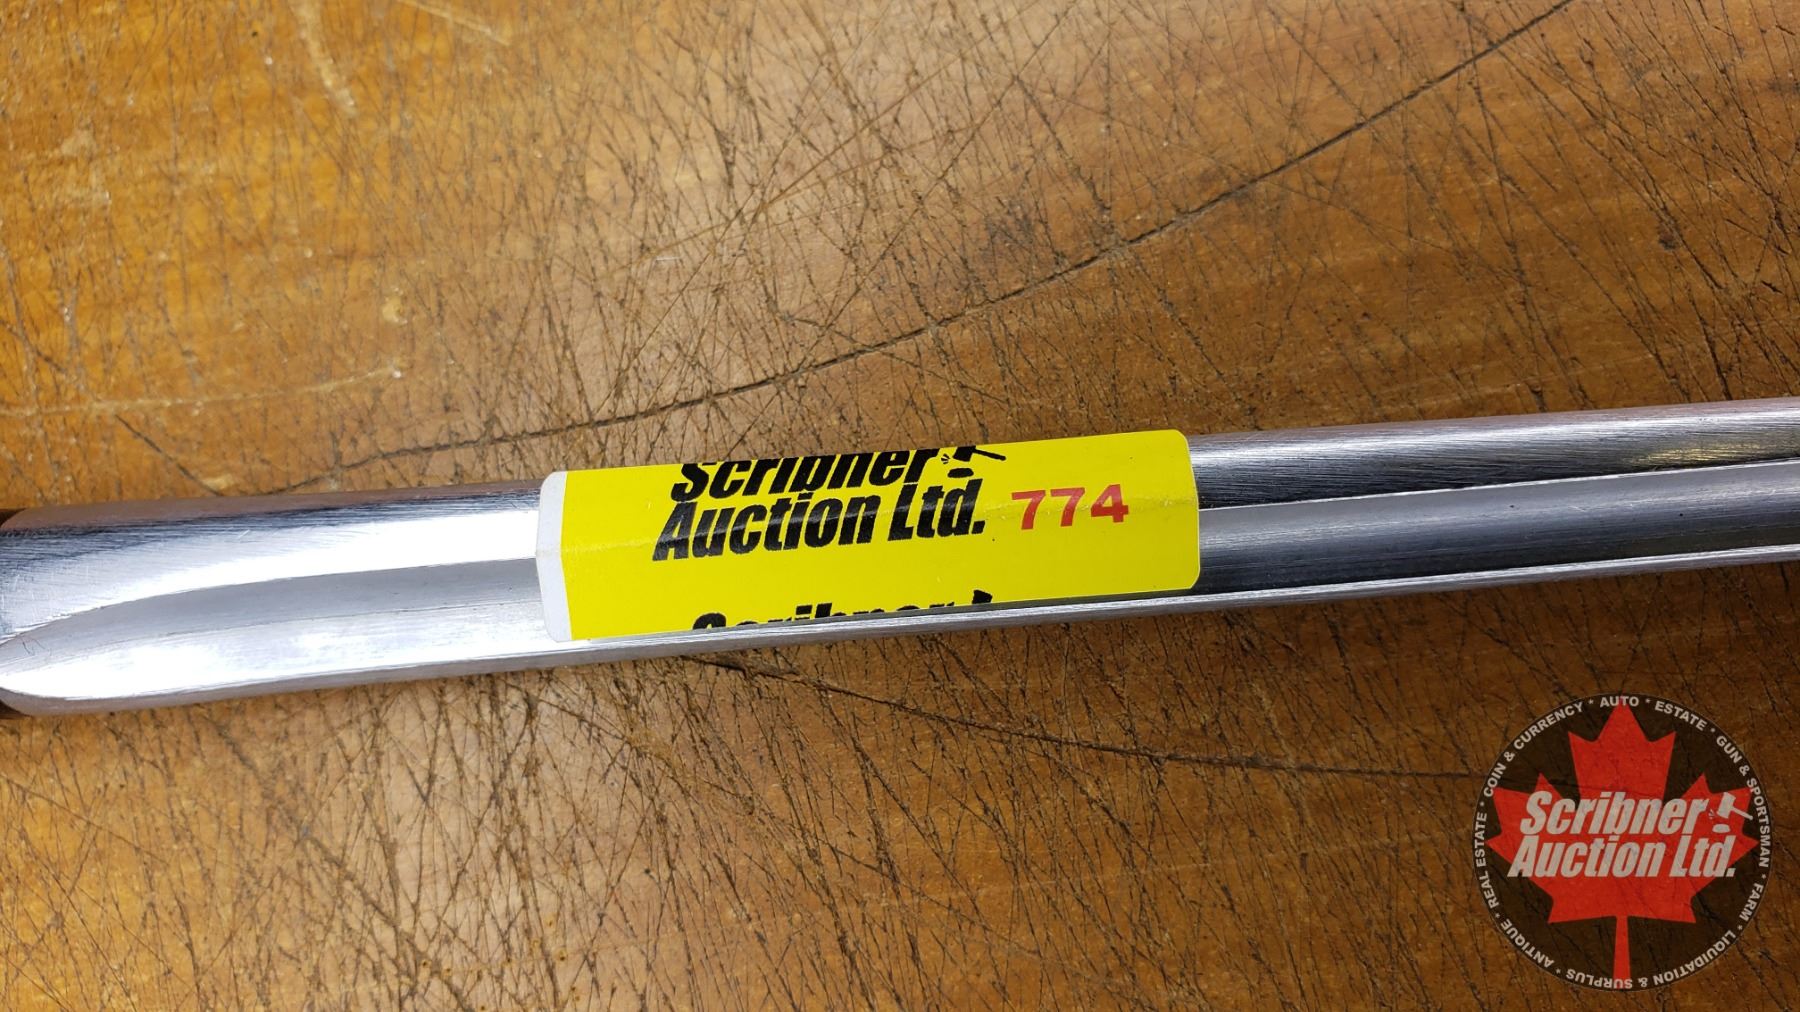 Scribner
Auction Ltd. 774
Scribner
REAL ESTATE * COIN & CURRENCY * AUTO * ESTATE * GUN & SPORTSMAN * FARM * LIQUIDATION & SURPLUS * ANTIQUE *
Scribner
Auction Ltd.